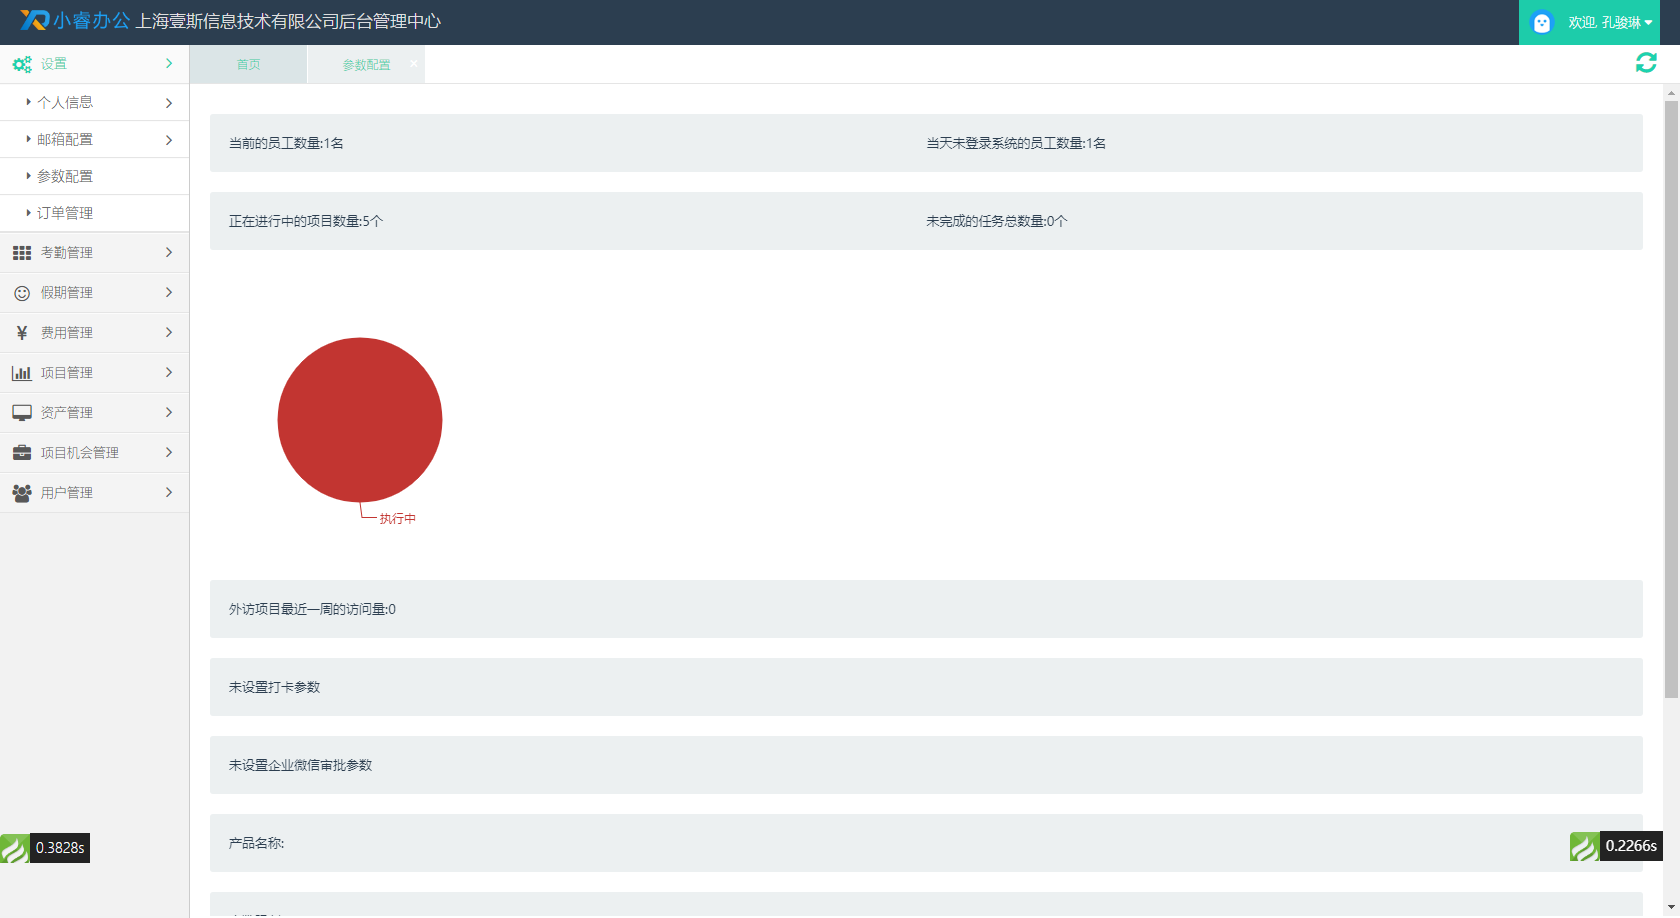 小睿办公 上海壹斯信息技术有限公司后台管理中心
欢迎, 孔骏琳
设置
首页
参数配置
个人信息
邮箱配置
参数配置
订单管理
考勤管理
假期管理
费用管理
项目管理
资产管理
项目机会管理
用户管理
当前的员工数量:1名
当天未登录系统的员工数量:1名
正在进行中的项目数量:5个
未完成的任务总数量:0个
执行中
外访项目最近一周的访问量:0
未设置打卡参数
未设置企业微信审批参数
产品名称:
0.3828s
0.2266s